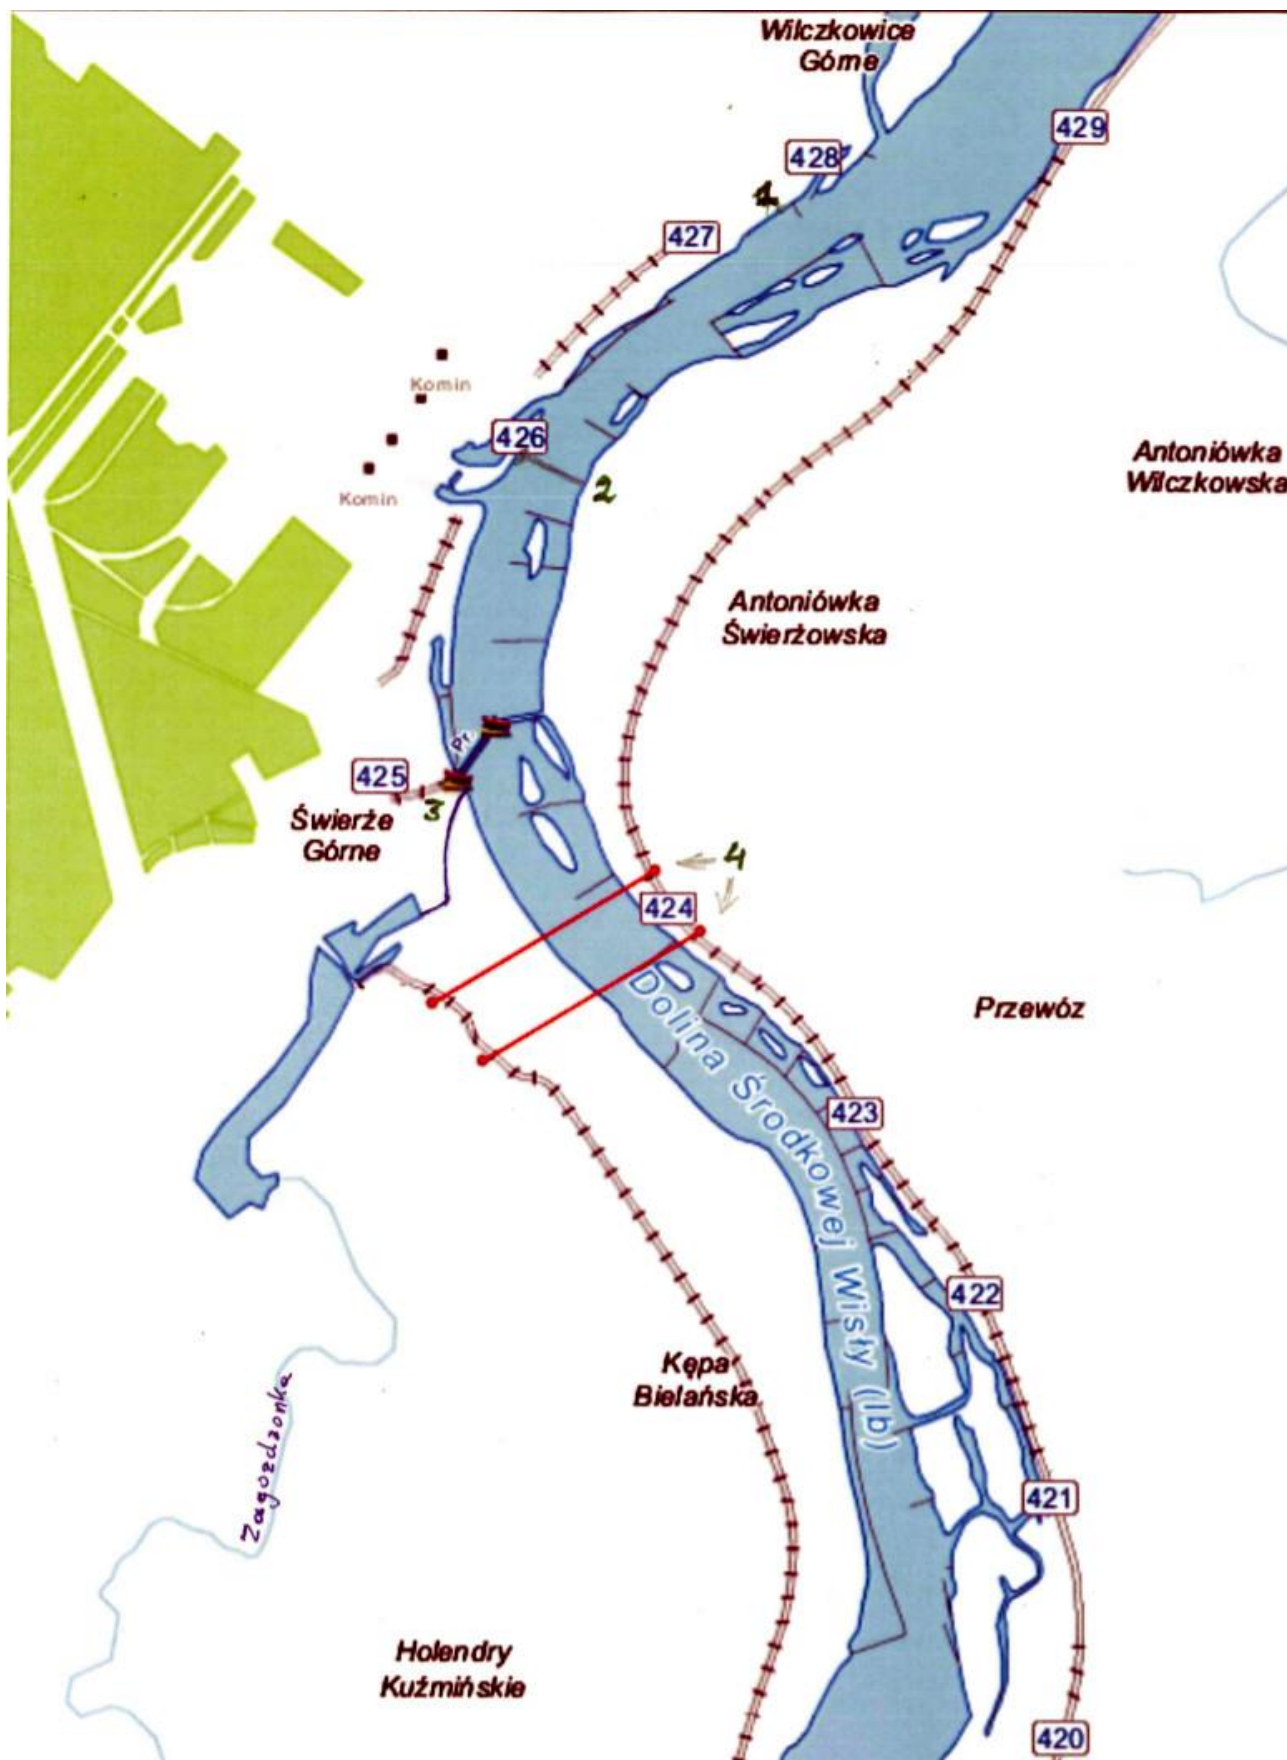 Wilczkowice
Górne
429
428
1
427
Komin
426
Komin
2
Antoniówka
Wilczkowska
Antoniówka
Świerżowska
Pr.
425
3
Świerże
Górne
4
424
Dolina Środkowej Wisły (Ib)
Przewóz
423
422
Kępa
Bielańska
Zagożdżonka
421
Holendry
Kuźmińskie
420